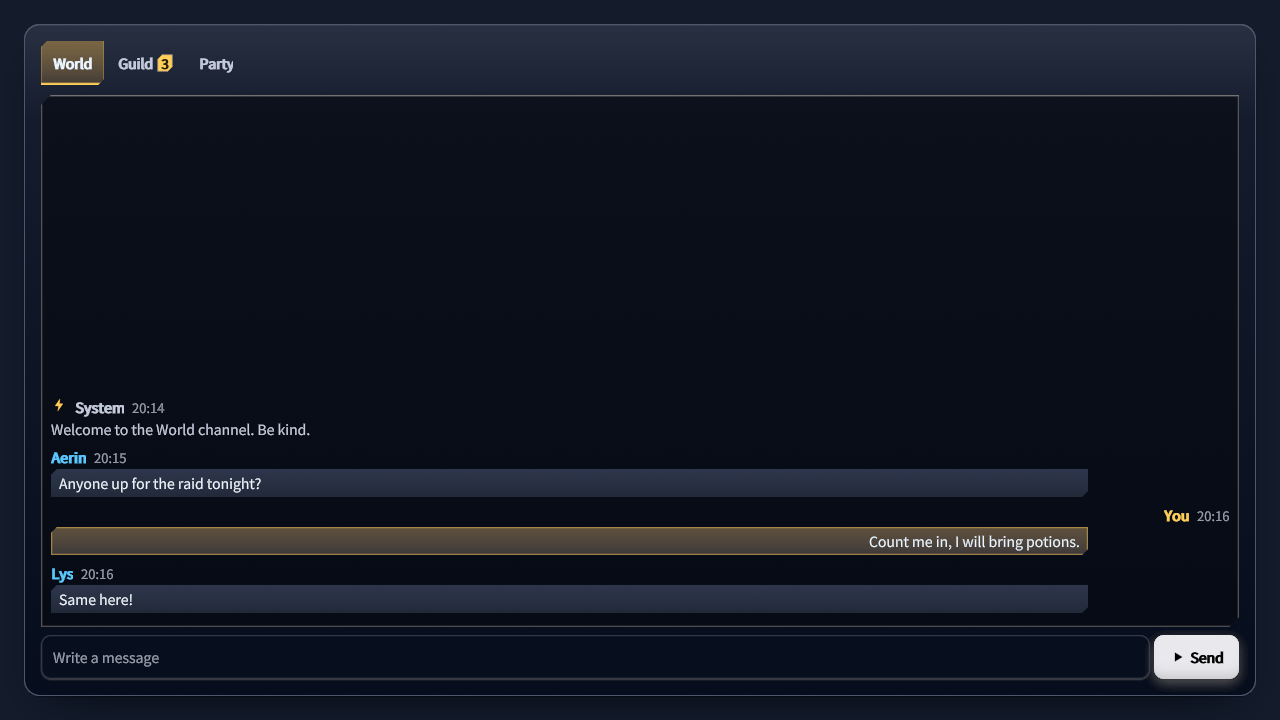 World Guild 3 Party
System 20:14
Welcome to the World channel. Be kind.
Aerin 20:15
Anyone up for the raid tonight?
You 20:16
Count me in, I will bring potions.
Lys 20:16
Same here!
Write a message Send